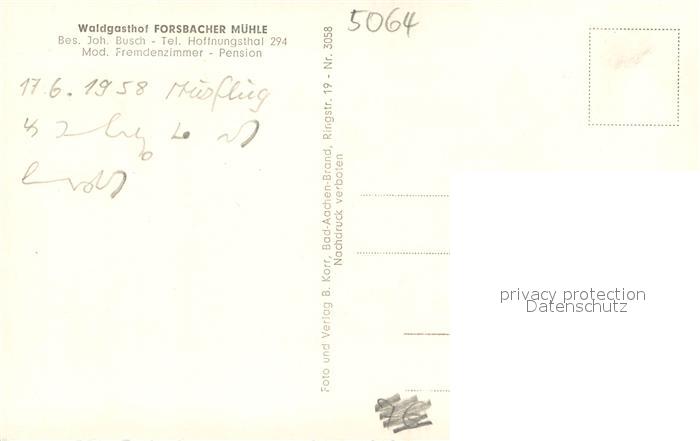 Waldgasthof FORSBACHER MÜHLE
Bes. Joh. Busch - Tel. Hoffnungsthal 294
Mod. Fremdenzimmer - Pension
17.6.1958 Ausflug
Foto und Verlag B. Korr, Bad-Aachen-Brand, Ringstr. 19 - Nr. 3058
Nachdruck verboten
5064
privacy protection
Datenschutz
76